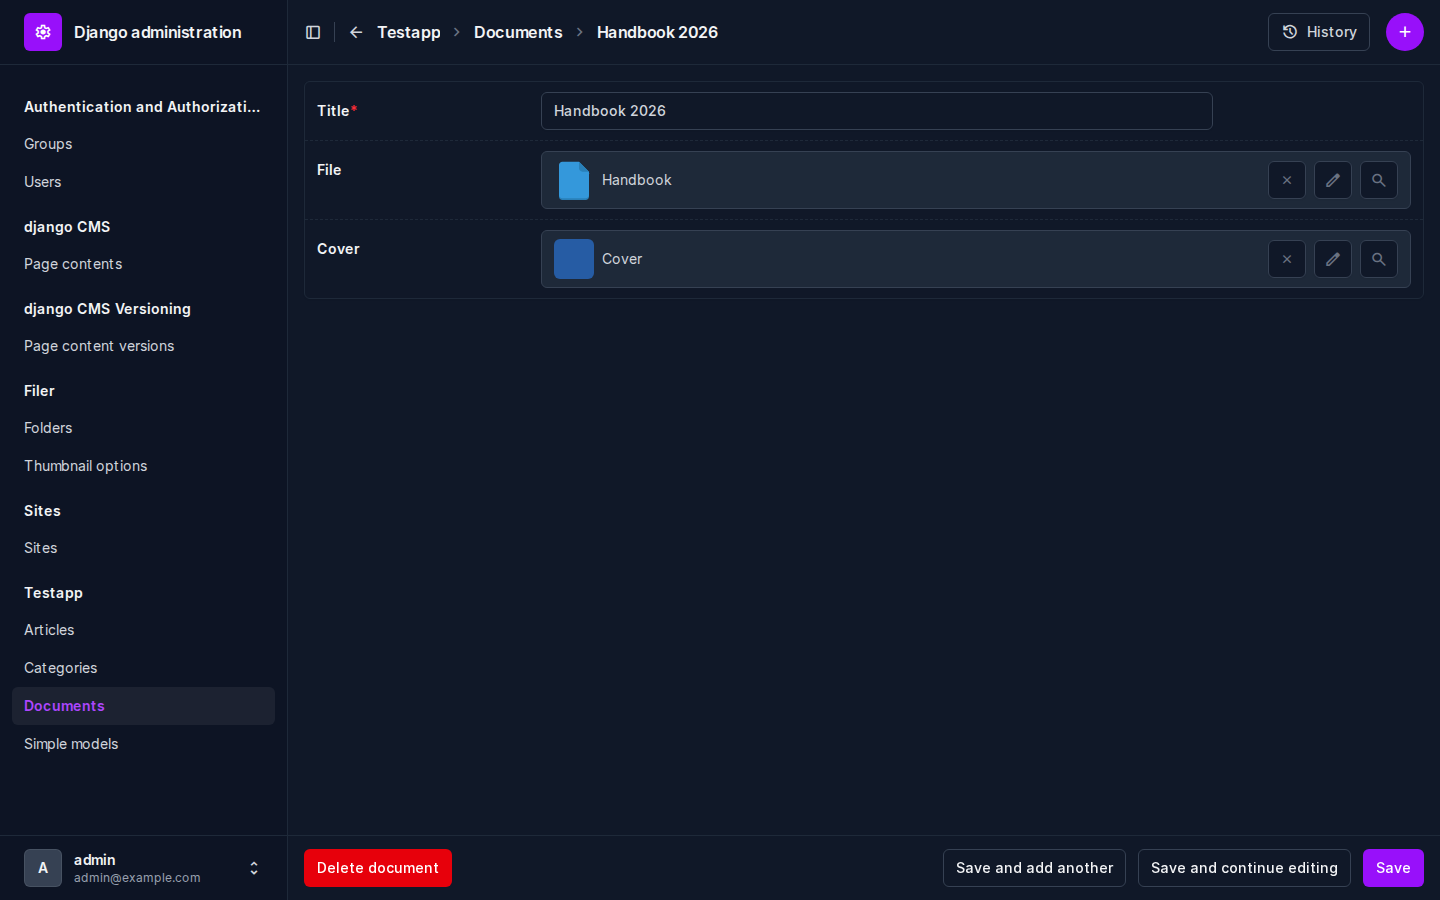 Django administration
Testapp
Documents
Handbook 2026
History
Authentication and Authorizati...
Groups
Users
django CMS
Page contents
django CMS Versioning
Page content versions
Filer
Folders
Thumbnail options
Sites
Sites
Testapp
Articles
Categories
Documents
Simple models
A
admin
admin@example.com
Title*
Handbook 2026
File
Handbook
Cover
Cover
Delete document
Save and add another
Save and continue editing
Save